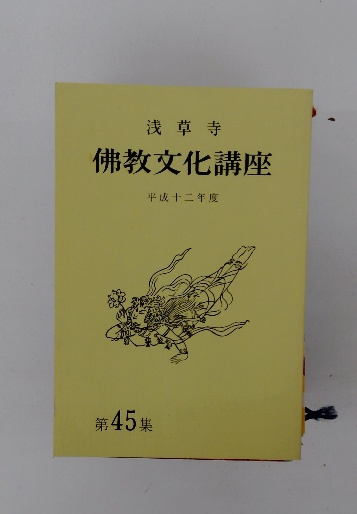 浅草寺
佛教文化講座
平成十二年度
第45集